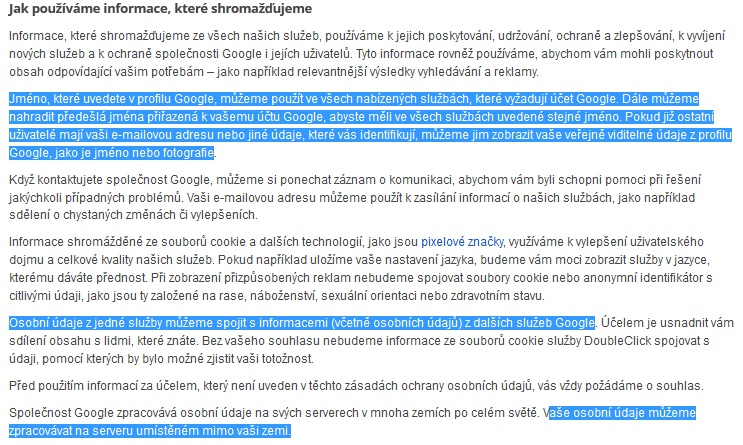 Jak používáme informace, které shromažďujeme
Informace, které shromažďujeme ze všech našich služeb, používáme k jejich poskytování, udržování, ochraně a zlepšování, k vyvíjení
nových služeb a k ochraně společnosti Google i jejích uživatelů. Tyto informace rovněž používáme, abychom vám mohli poskytnout
obsah odpovídající vašim potřebám – jako například relevantnější výsledky vyhledávání a reklamy.
Jméno, které uvedete v profilu Google, můžeme použít ve všech nabízených službách, které vyžadují účet Google. Dále můžeme
nahradit předešlá jména přiřazená k vašemu účtu Google, abyste měli ve všech službách uvedené stejné jméno. Pokud již ostatní
uživatelé mají vaši e-mailovou adresu nebo jiné údaje, které vás identifikují, můžeme jim zobrazit vaše veřejně viditelné údaje z profilu
Google, jako je jméno nebo fotografie.
Když kontaktujete společnost Google, můžeme si ponechat záznam o komunikaci, abychom vám byli schopni pomoci při řešení
jakýchkoli případných problémů. Vaši e-mailovou adresu můžeme použít k zasílání informací o našich službách, jako například
sdělení o chystaných změnách či vylepšeních.
Informace shromážděné ze souborů cookie a dalších technologií, jako jsou pixelové značky, využíváme k vylepšení uživatelského
dojmu a celkové kvality našich služeb. Pokud například uložíme vaše nastavení jazyka, budeme vám moci zobrazit služby v jazyce,
kterému dáváte přednost. Při zobrazení přizpůsobených reklam nebudeme spojovat soubory cookie nebo anonymní identifikátor s
citlivými údaji, jako jsou ty založené na rase, náboženství, sexuální orientaci nebo zdravotním stavu.
Osobní údaje z jedné služby můžeme spojit s informacemi (včetně osobních údajů) z dalších služeb Google. Účelem je usnadnit vám
sdílení obsahu s lidmi, které znáte. Bez vašeho souhlasu nebudeme informace ze souborů cookie služby DoubleClick spojovat s
údaji, pomocí kterých by bylo možné zjistit vaši totožnost.
Před použitím informací za účelem, který není uveden v těchto zásadách ochrany osobních údajů, vás vždy požádáme o souhlas.
Společnost Google zpracovává osobní údaje na svých serverech v mnoha zemích po celém světě. Vaše osobní údaje můžeme
zpracovávat na serveru umístěném mimo vaši zemi.